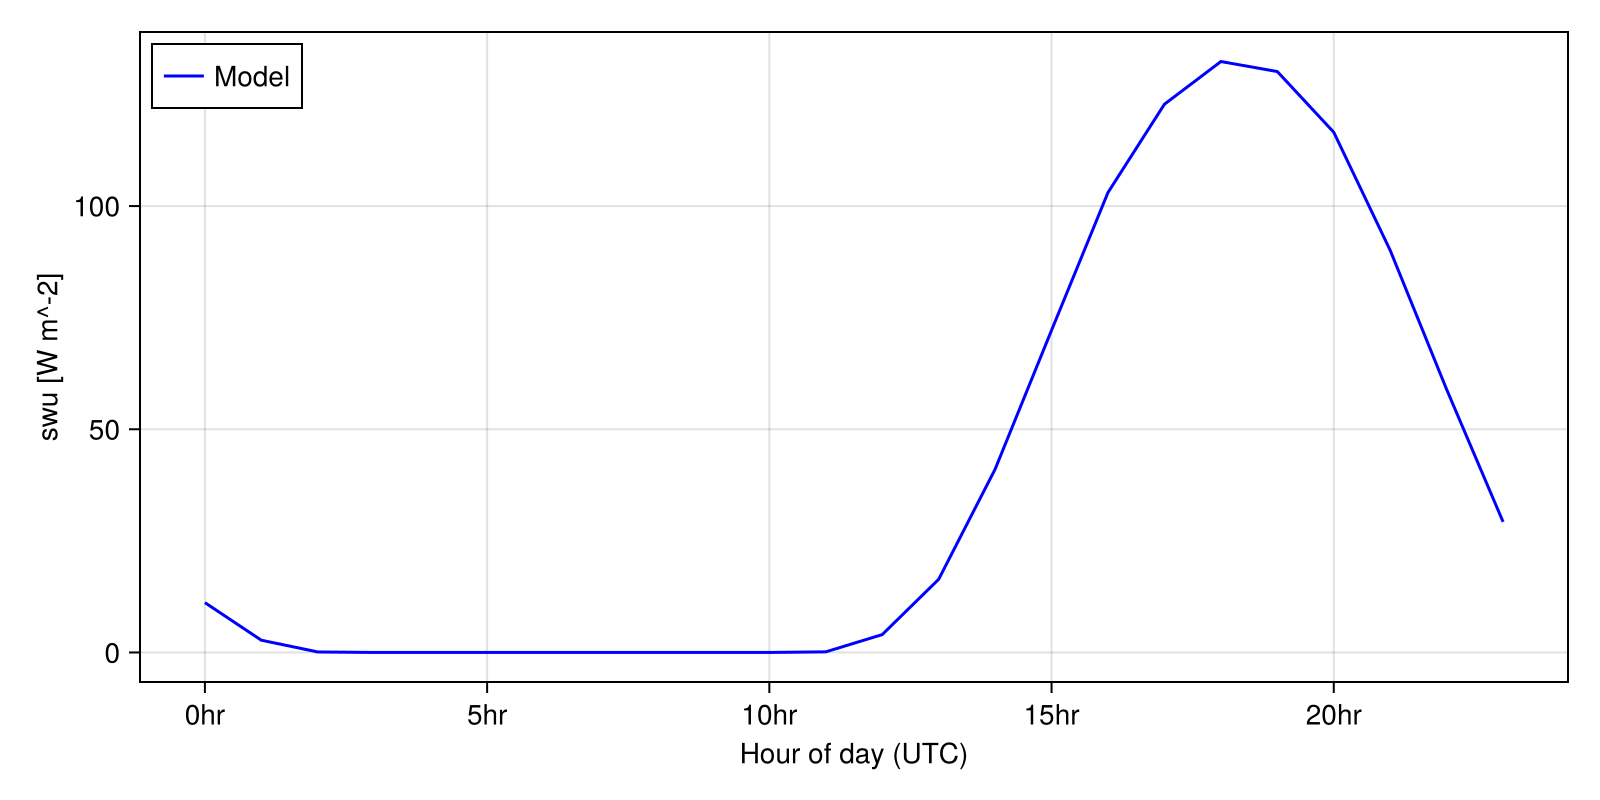 Model
100
50
0
swu [W m^-2]
0hr
5hr
10hr
15hr
20hr
Hour of day (UTC)